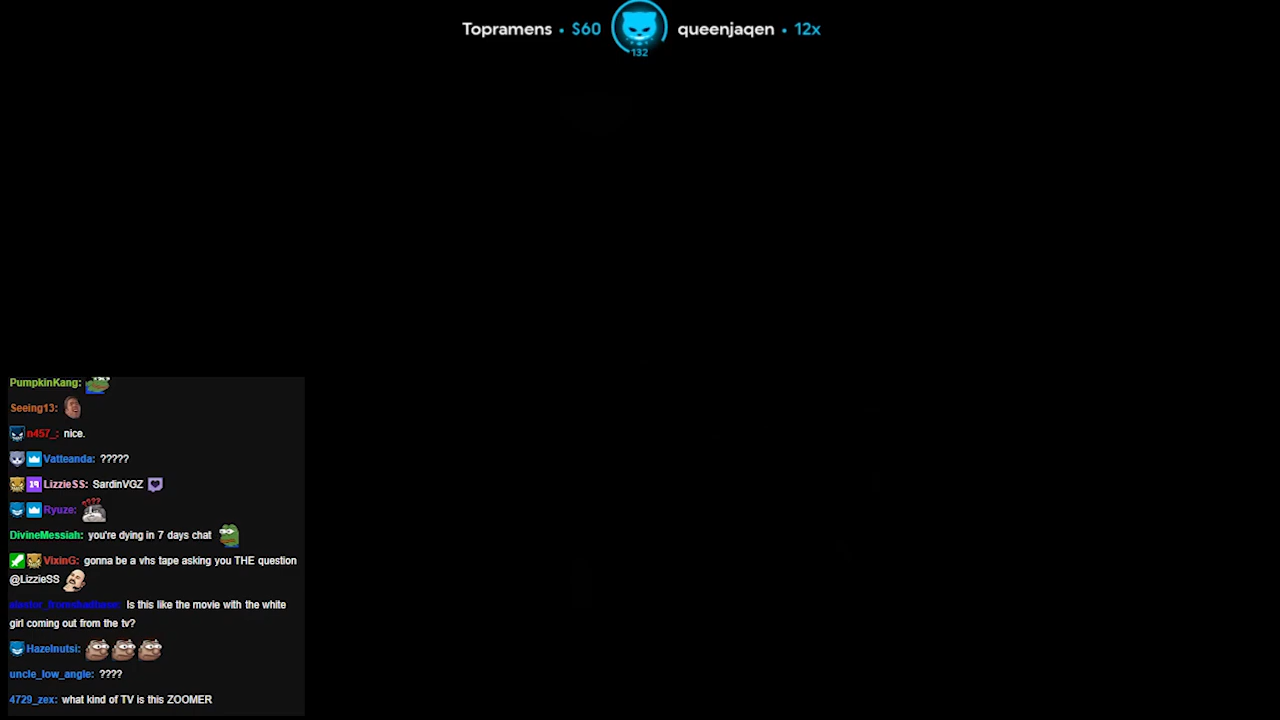 Topramens • $60
132
queenjaqen • 12x
PumpkinKang:
Seeing13:
n457_: nice.
Vatteanda: ?????
19 LizzieSS: SardinVGZ
????
Ryuze:
DivineMessiah: you're dying in 7 days chat
VixinG: gonna be a vhs tape asking you THE question
@LizzieSS
Is this like the movie with the white
girl coming out from the tv?
Hazelnutsi:
uncle_low_angle: ????
4729_zex: what kind of TV is this ZOOMER